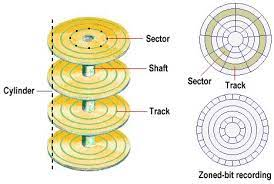 Sector
Shaft
Cylinder
Track
Sector
Track
Zoned-bit recording